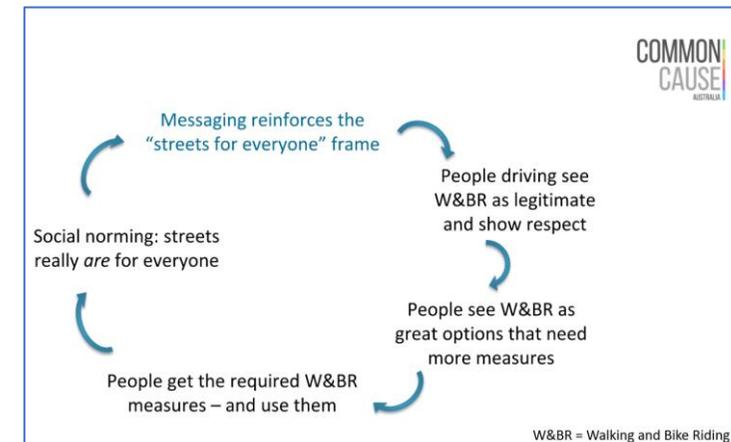 COMMON
CAUSE
AUSTRALIA
Messaging reinforces the
“streets for everyone” frame
People driving see
W&BR as legitimate
and show respect
People see W&BR as
great options that need
more measures
People get the required W&BR
measures – and use them
Social norming: streets
really are for everyone
W&BR = Walking and Bike Riding